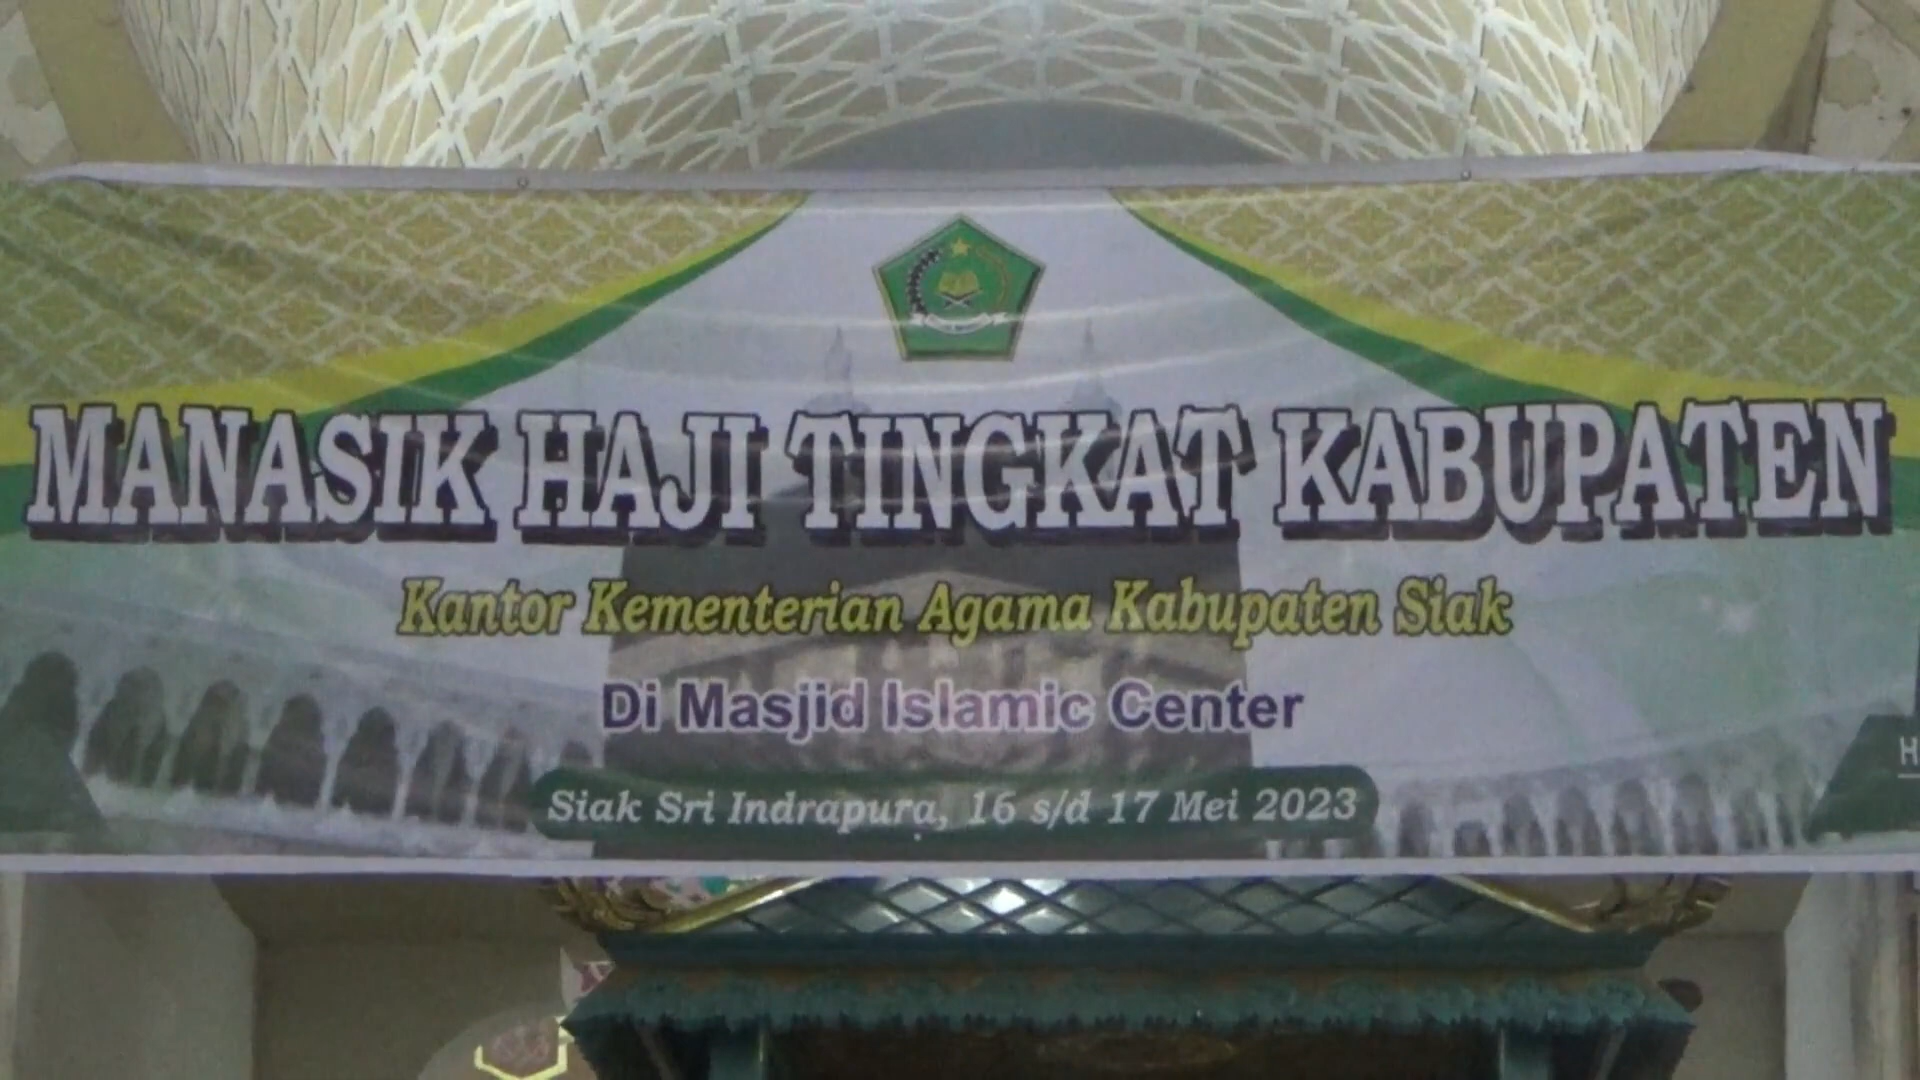 MANASIK HAJI TINGKAT KABUPATEN
Kantor Kementerian Agama Kabupaten Siak
Di Masjid Islamic Center
Siak Sri Indrapura, 16 s/d 17 Mei 2023